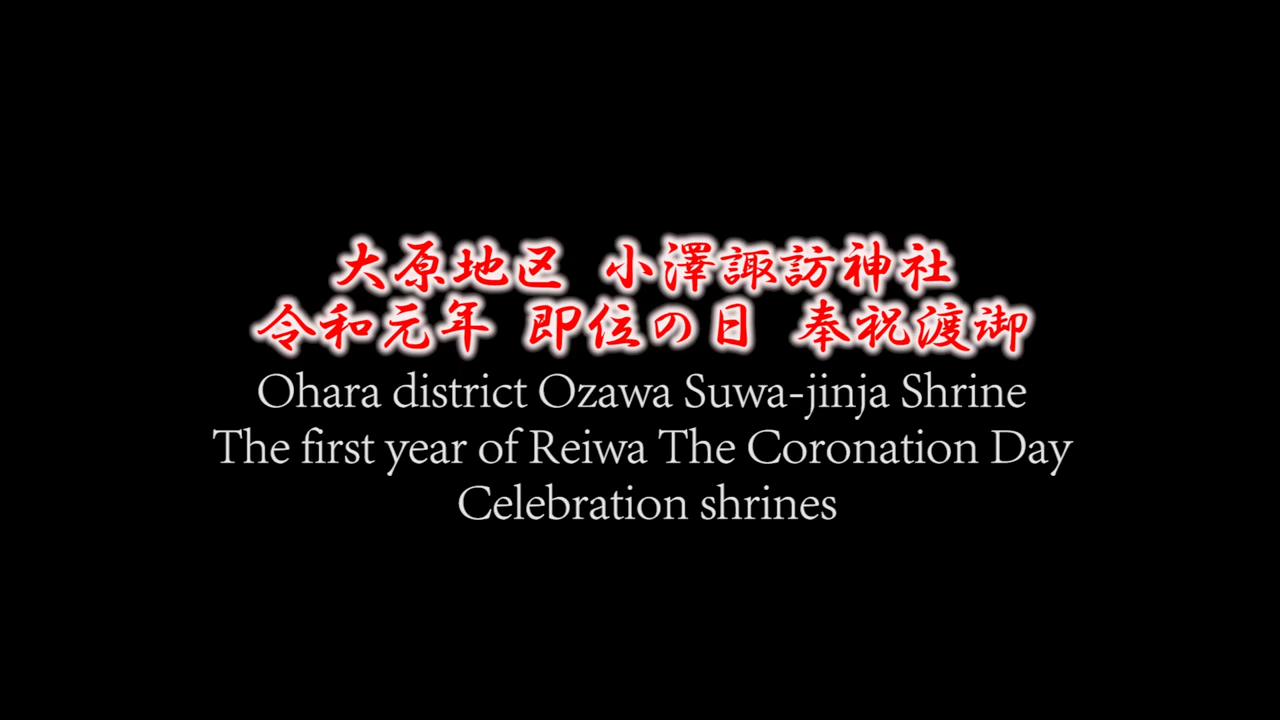 大原地区 小澤諏訪神社
令和元年 即位の日 奉祝渡御
Ohara district Ozawa Suwa-jinja Shrine
The first year of Reiwa The Coronation Day
Celebration shrines